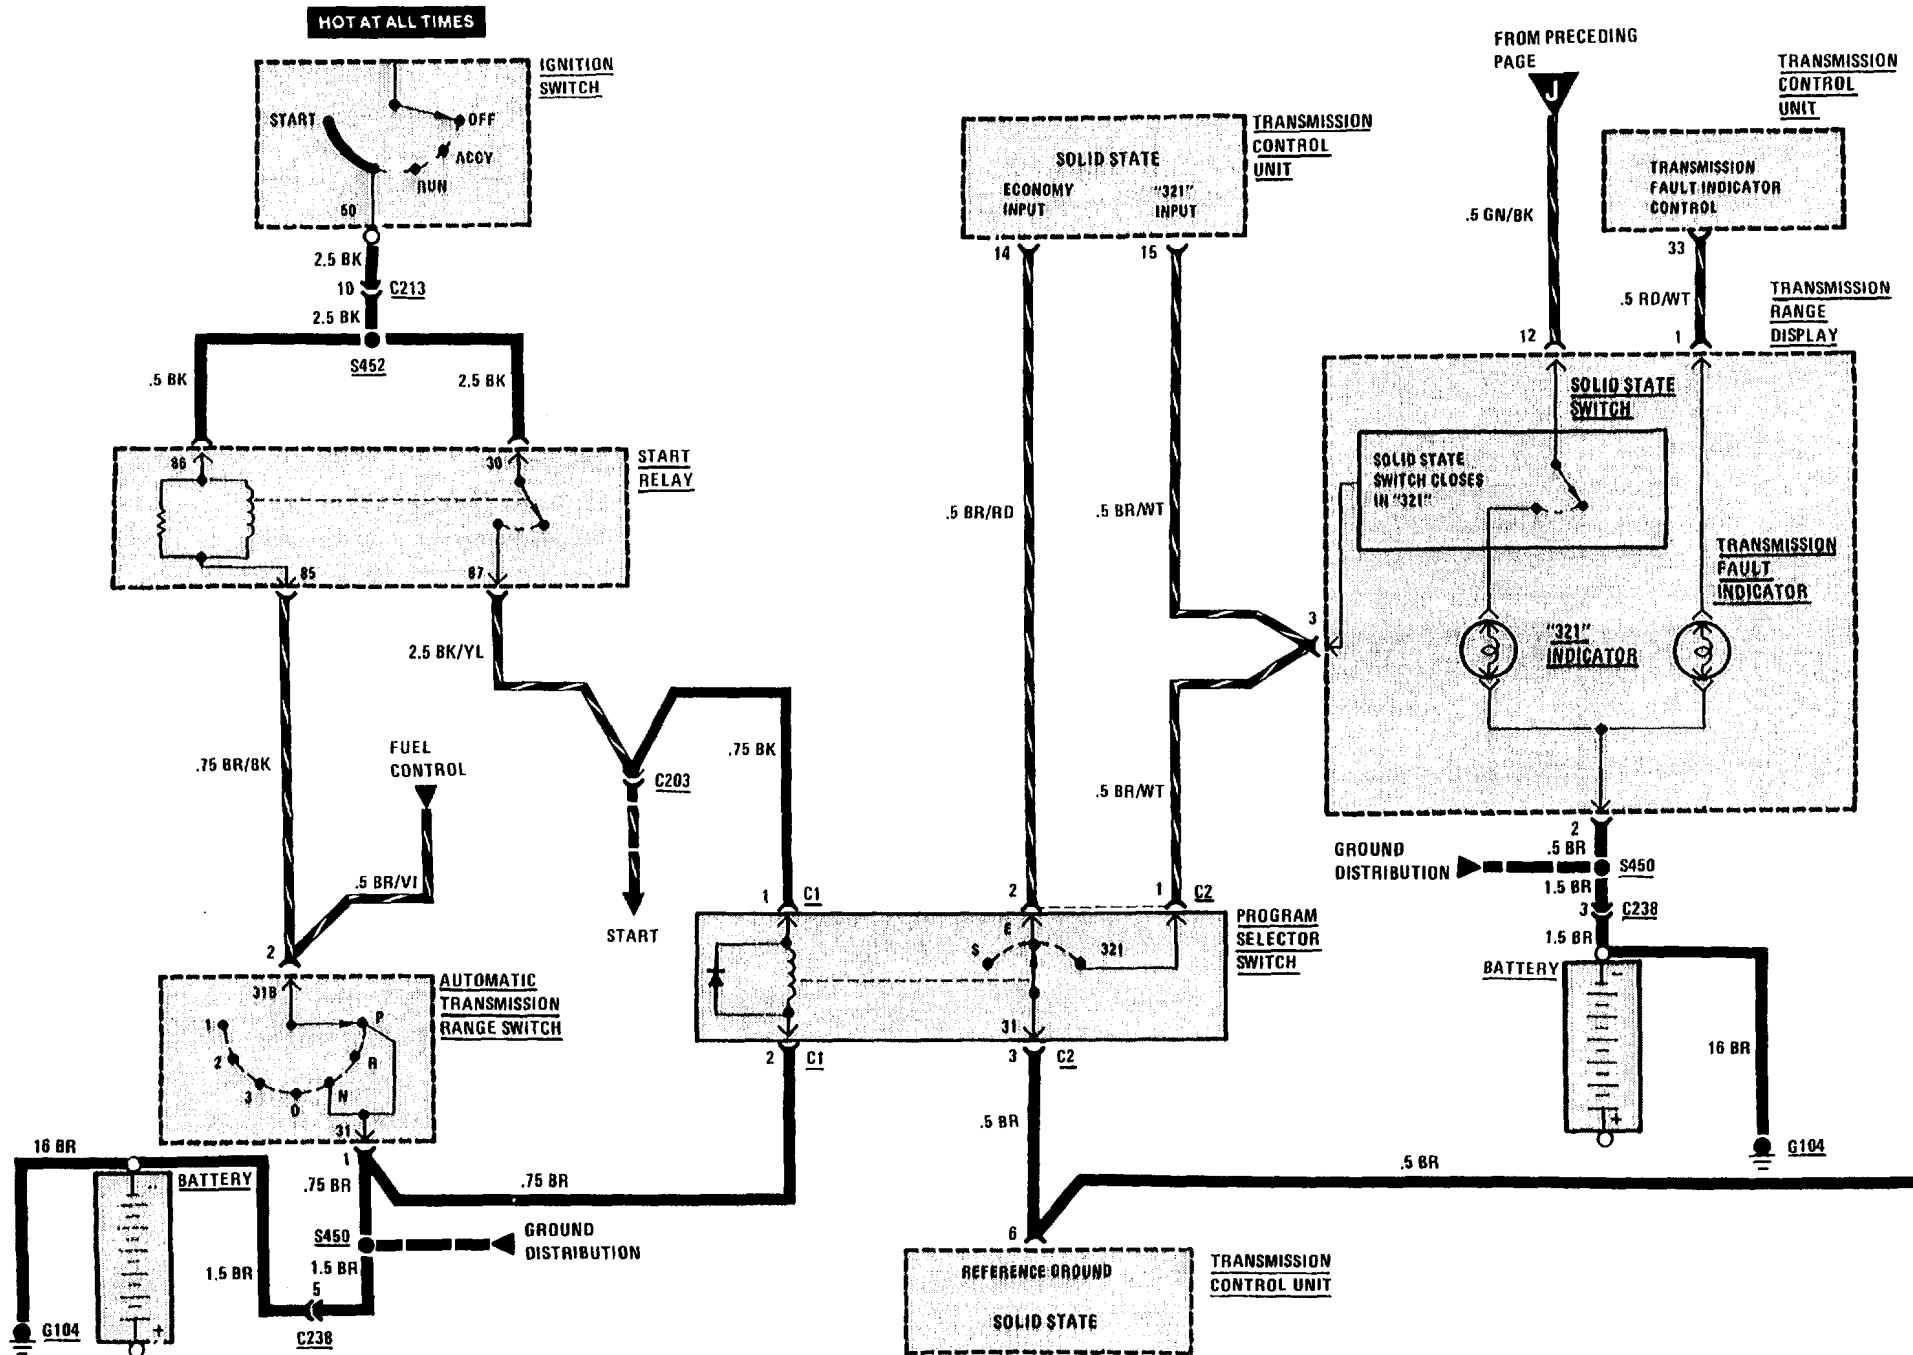 HOT AT ALL TIMES
IGNITION
SWITCH
START
OFF
ACCY
RUN
50
2.5 BK
10
C213
2.5 BK
S452
.5 BK
2.5 BK
86
30
START
RELAY
85
87
2.5 BK/YL
.75 BR/BK
FUEL
CONTROL
.75 BK
C203
.5 BR/VI
START
2
AUTOMATIC
TRANSMISSION
RANGE SWITCH
31B
P
1
2
3
D
N
R
31
1
16 BR
BATTERY
-
+
.75 BR
.75 BR
S450
GROUND
DISTRIBUTION
1.5 BR
1.5 BR
5
C238
G104
TRANSMISSION
CONTROL
UNIT
SOLID STATE
ECONOMY
INPUT
"321"
INPUT
14
15
.5 BR/RD
.5 BR/WT
3
.5 BR/WT
1
C1
2
1
C2
PROGRAM
SELECTOR
SWITCH
E
S
321
31
2
C1
3
C2
.5 BR
.5 BR
6
REFERENCE GROUND
SOLID STATE
TRANSMISSION
CONTROL UNIT
FROM PRECEDING
PAGE
J
TRANSMISSION
CONTROL
UNIT
TRANSMISSION
FAULT INDICATOR
CONTROL
.5 GN/BK
33
.5 RD/WT
TRANSMISSION
RANGE
DISPLAY
12
1
SOLID STATE
SWITCH
SOLID STATE
SWITCH CLOSES
IN "321"
TRANSMISSION
FAULT
INDICATOR
"321"
INDICATOR
2
.5 BR
GROUND
DISTRIBUTION
S450
1.5 BR
3
C238
1.5 BR
BATTERY
-
+
16 BR
G104